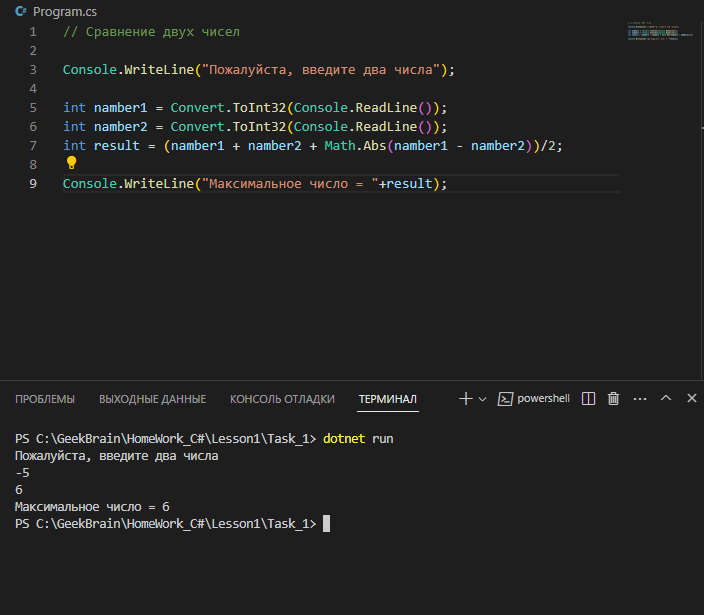 C# Program.cs
1 // Сравнение двух чисел
2
3 Console.WriteLine("Пожалуйста, введите два числа");
4
5 int namber1 = Convert.ToInt32(Console.ReadLine());
6 int namber2 = Convert.ToInt32(Console.ReadLine());
7 int result = (namber1 + namber2 + Math.Abs(namber1 - namber2))/2;
8
9 Console.WriteLine("Максимальное число = "+result);
ПРОБЛЕМЫ ВЫХОДНЫЕ ДАННЫЕ КОНСОЛЬ ОТЛАДКИ ТЕРМИНАЛ powershell
PS C:\GeekBrain\HomeWork_C#\Lesson1\Task_1> dotnet run
Пожалуйста, введите два числа
-5
6
Максимальное число = 6
PS C:\GeekBrain\HomeWork_C#\Lesson1\Task_1>